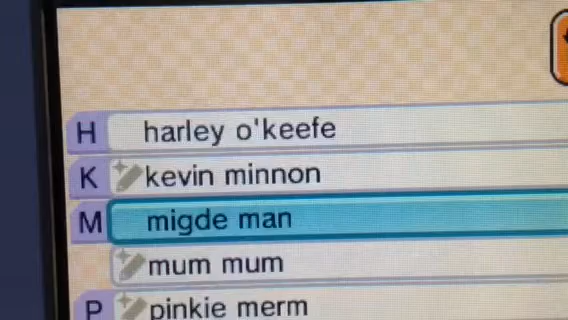 H harley o'keefe
K kevin minnon
M migde man
mum mum
P pinkie merm